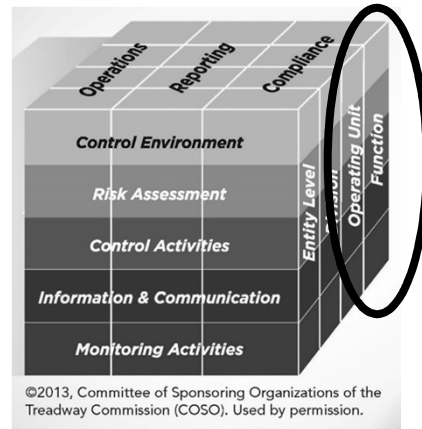 Operations
Reporting
Compliance
Control Environment
Risk Assessment
Control Activities
Information & Communication
Monitoring Activities
Entity Level
Division
Operating Unit
Function
©2013, Committee of Sponsoring Organizations of the
Treadway Commission (COSO). Used by permission.